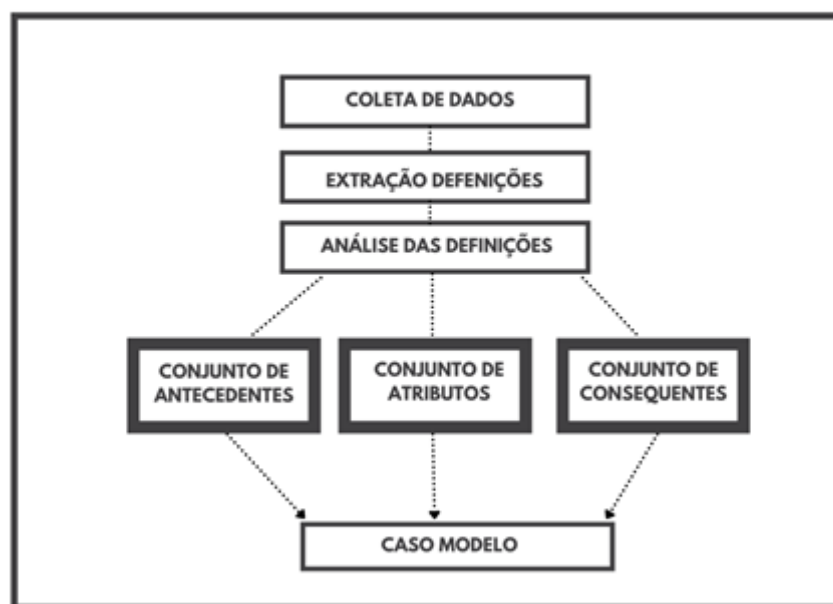 COLETA DE DADOS
EXTRAÇÃO DEFENIÇÕES
ANÁLISE DAS DEFINIÇÕES
CONJUNTO DE
ANTECEDENTES
CONJUNTO DE
ATRIBUTOS
CONJUNTO DE
CONSEQUENTES
CASO MODELO